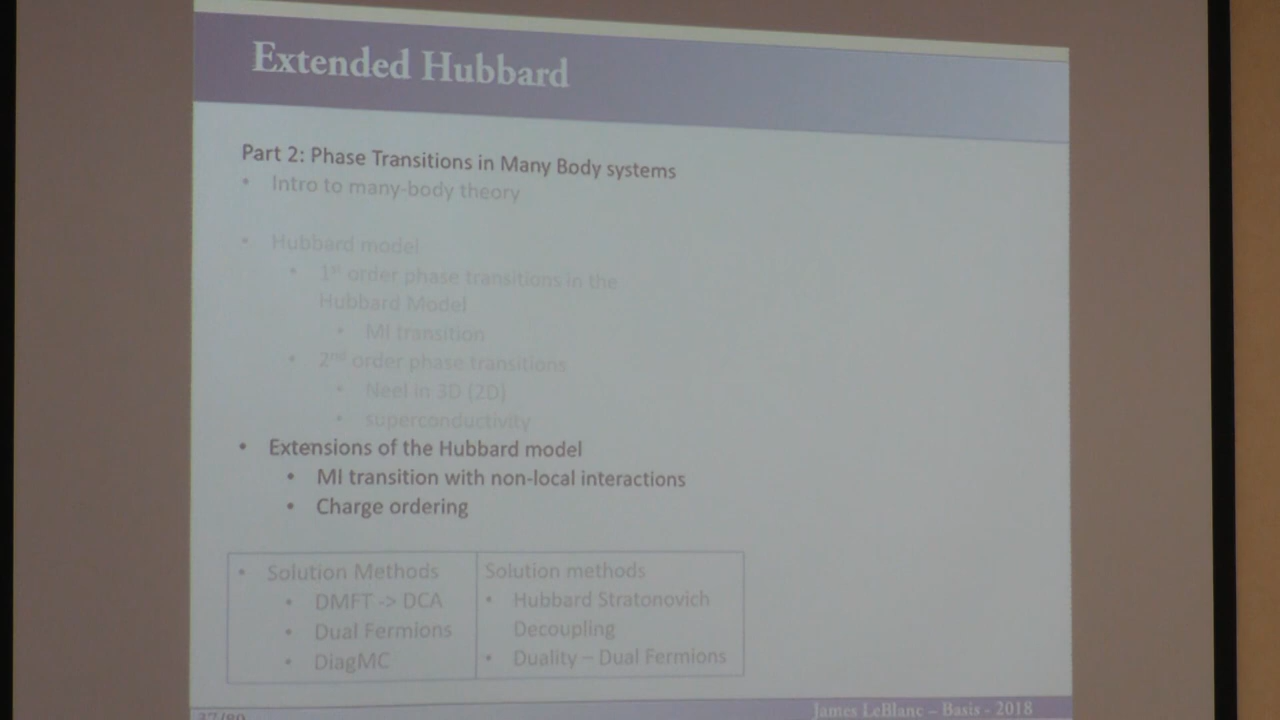 Extended Hubbard
Part 2: Phase Transitions in Many Body systems
• Intro to many-body theory
• Hubbard model
• 1st order phase transitions in the
Hubbard Model
• MI transition
• 2nd order phase transitions
• Neel in 3D (2D)
• superconductivity
• Extensions of the Hubbard model
• MI transition with non-local interactions
• Charge ordering
• Solution Methods
• DMFT -> DCA
• Dual Fermions
• DiagMC
Solution methods
• Hubbard Stratonovich
Decoupling
• Duality – Dual Fermions
James LeBlanc – Basis - 2018